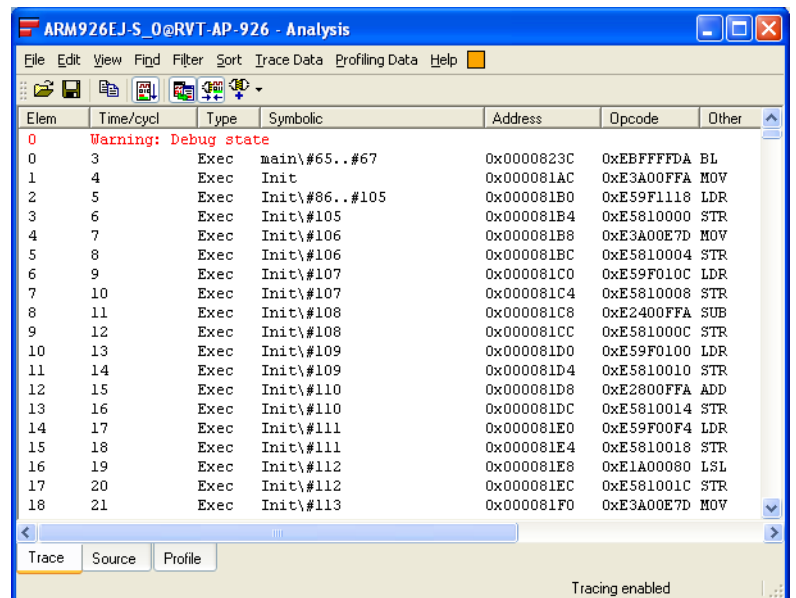 ARM926EJ-S_0@RVT-AP-926 - Analysis
File Edit View Find Filter Sort Trace Data Profiling Data Help
Elem Time/cycl Type Symbolic Address Opcode Other
0 Warning: Debug state
0 3 Exec main\#65..#67 0x0000823C 0xEBFFFFDA BL
1 4 Exec Init 0x000081AC 0xE3A00FFA MOV
2 5 Exec Init\#86..#105 0x000081B0 0xE59F1118 LDR
3 6 Exec Init\#105 0x000081B4 0xE5810000 STR
4 7 Exec Init\#106 0x000081B8 0xE3A00E7D MOV
5 8 Exec Init\#106 0x000081BC 0xE5810004 STR
6 9 Exec Init\#107 0x000081C0 0xE59F010C LDR
7 10 Exec Init\#107 0x000081C4 0xE5810008 STR
8 11 Exec Init\#108 0x000081C8 0xE2400FFA SUB
9 12 Exec Init\#108 0x000081CC 0xE581000C STR
10 13 Exec Init\#109 0x000081D0 0xE59F0100 LDR
11 14 Exec Init\#109 0x000081D4 0xE5810010 STR
12 15 Exec Init\#110 0x000081D8 0xE2800FFA ADD
13 16 Exec Init\#110 0x000081DC 0xE5810014 STR
14 17 Exec Init\#111 0x000081E0 0xE59F00F4 LDR
15 18 Exec Init\#111 0x000081E4 0xE5810018 STR
16 19 Exec Init\#112 0x000081E8 0xE1A00080 LSL
17 20 Exec Init\#112 0x000081EC 0xE581001C STR
18 21 Exec Init\#113 0x000081F0 0xE3A00E7D MOV
Trace Source Profile
Tracing enabled